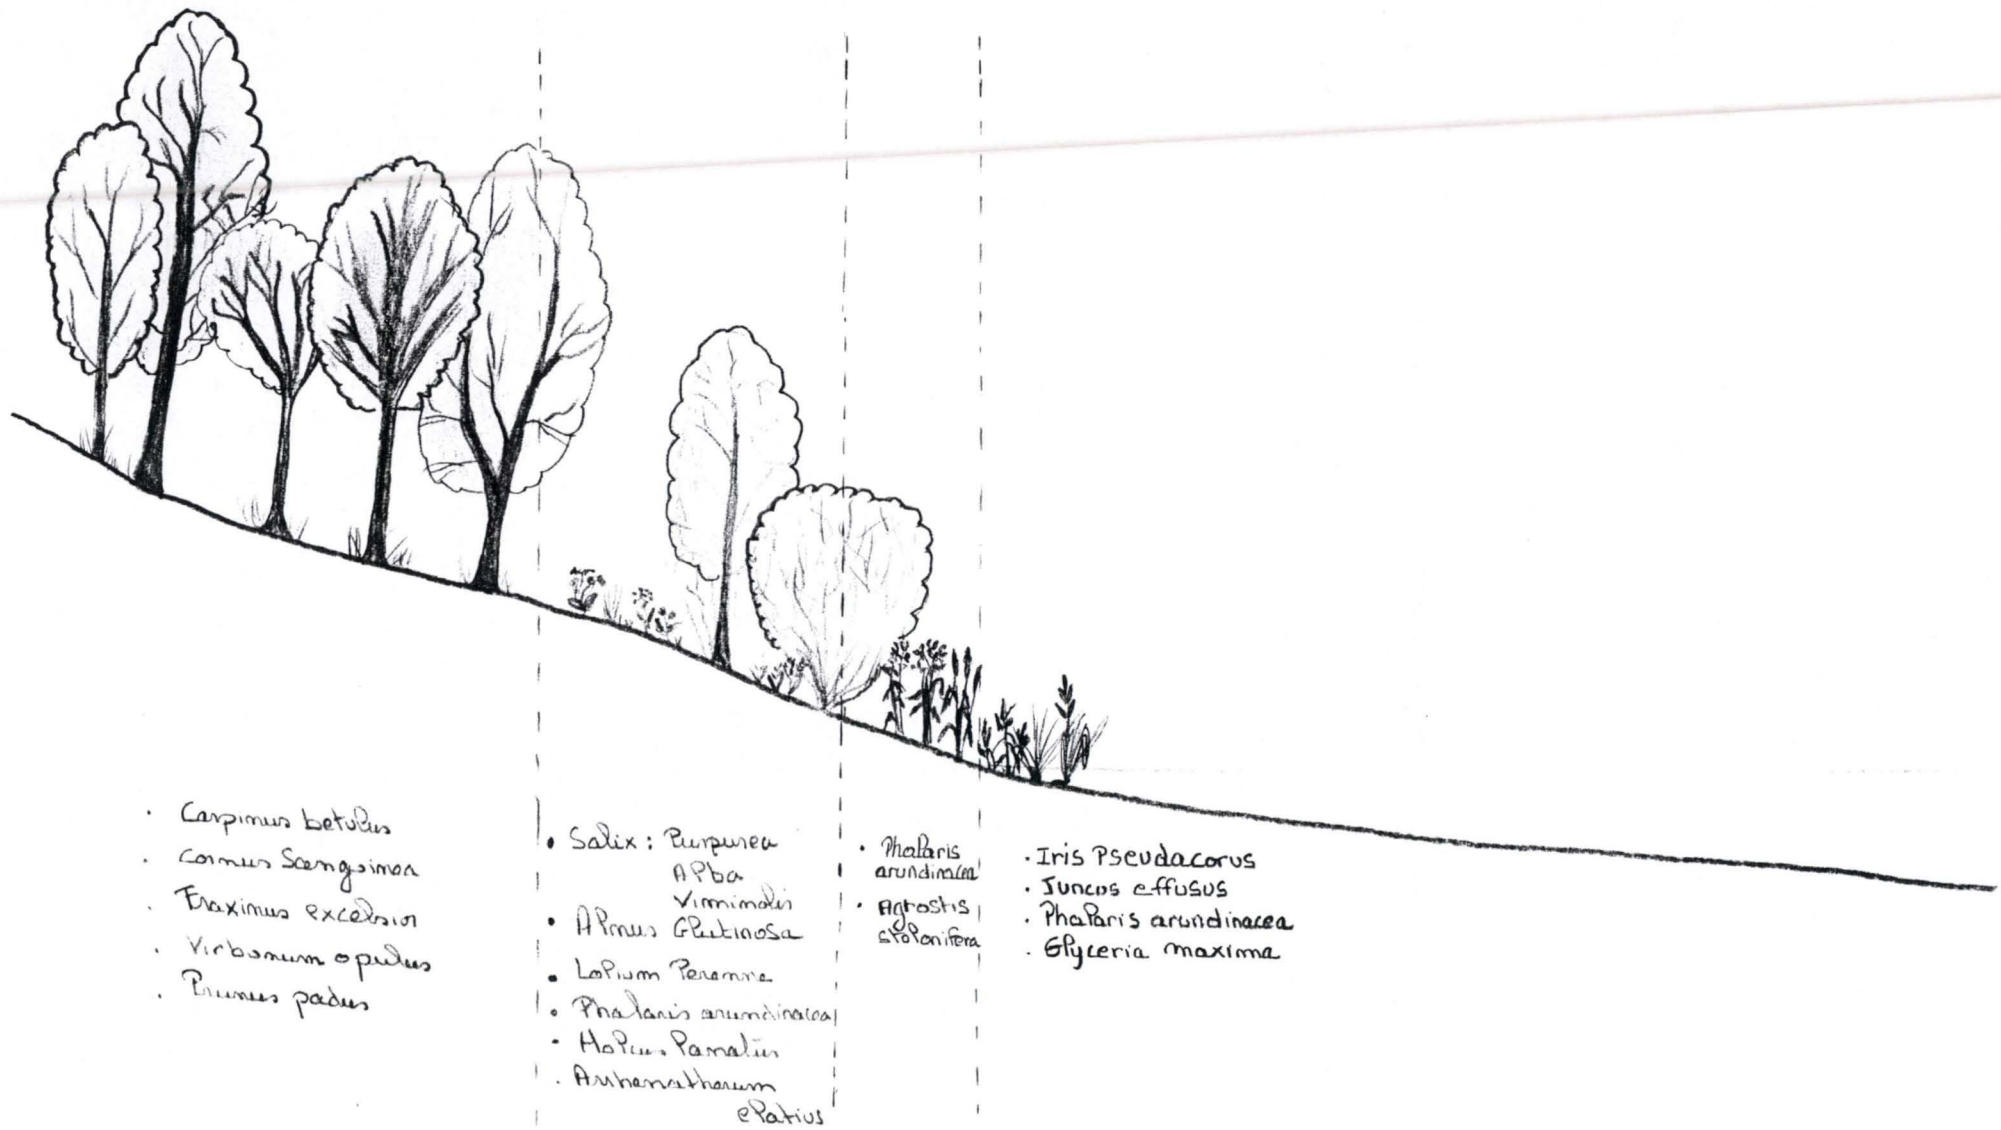 · Carpinus betulus
· Cornus Sanguinea
· Fraxinus excelsior
· Virbonum opulus
· Prunus padus
• Salix : Purpurea
Alba
Viminalis
• Alnus Glutinosa
• Lolium Perenne
• Phalaris arundinacea
• Holcus Lanatus
· Arrhenatherum
elatius
· Phalaris
arundinacea
· Agrostis
stolonifera
· Iris Pseudacorus
· Juncus effusus
· Phalaris arundinacea
· Glyceria maxima